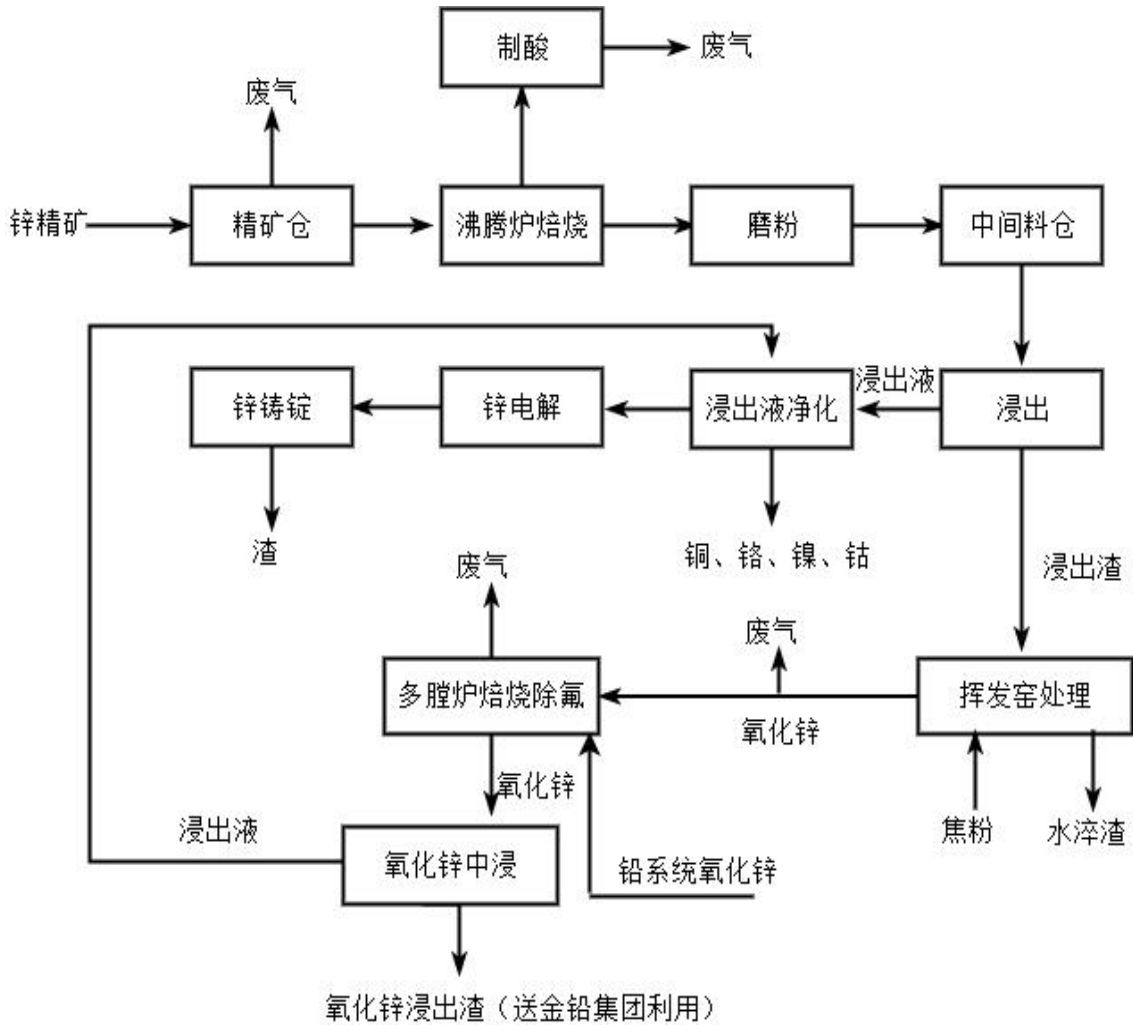 制酸
废气
废气
锌精矿
精矿仓
沸腾炉焙烧
磨粉
中间料仓
锌铸锭
锌电解
浸出液净化
浸出液
浸出
渣
铜、铬、镍、钴
浸出渣
废气
废气
多膛炉焙烧除氟
氧化锌
挥发窑处理
氧化锌
焦粉
水淬渣
浸出液
氧化锌中浸
铅系统氧化锌
氧化锌浸出渣（送金铅集团利用）